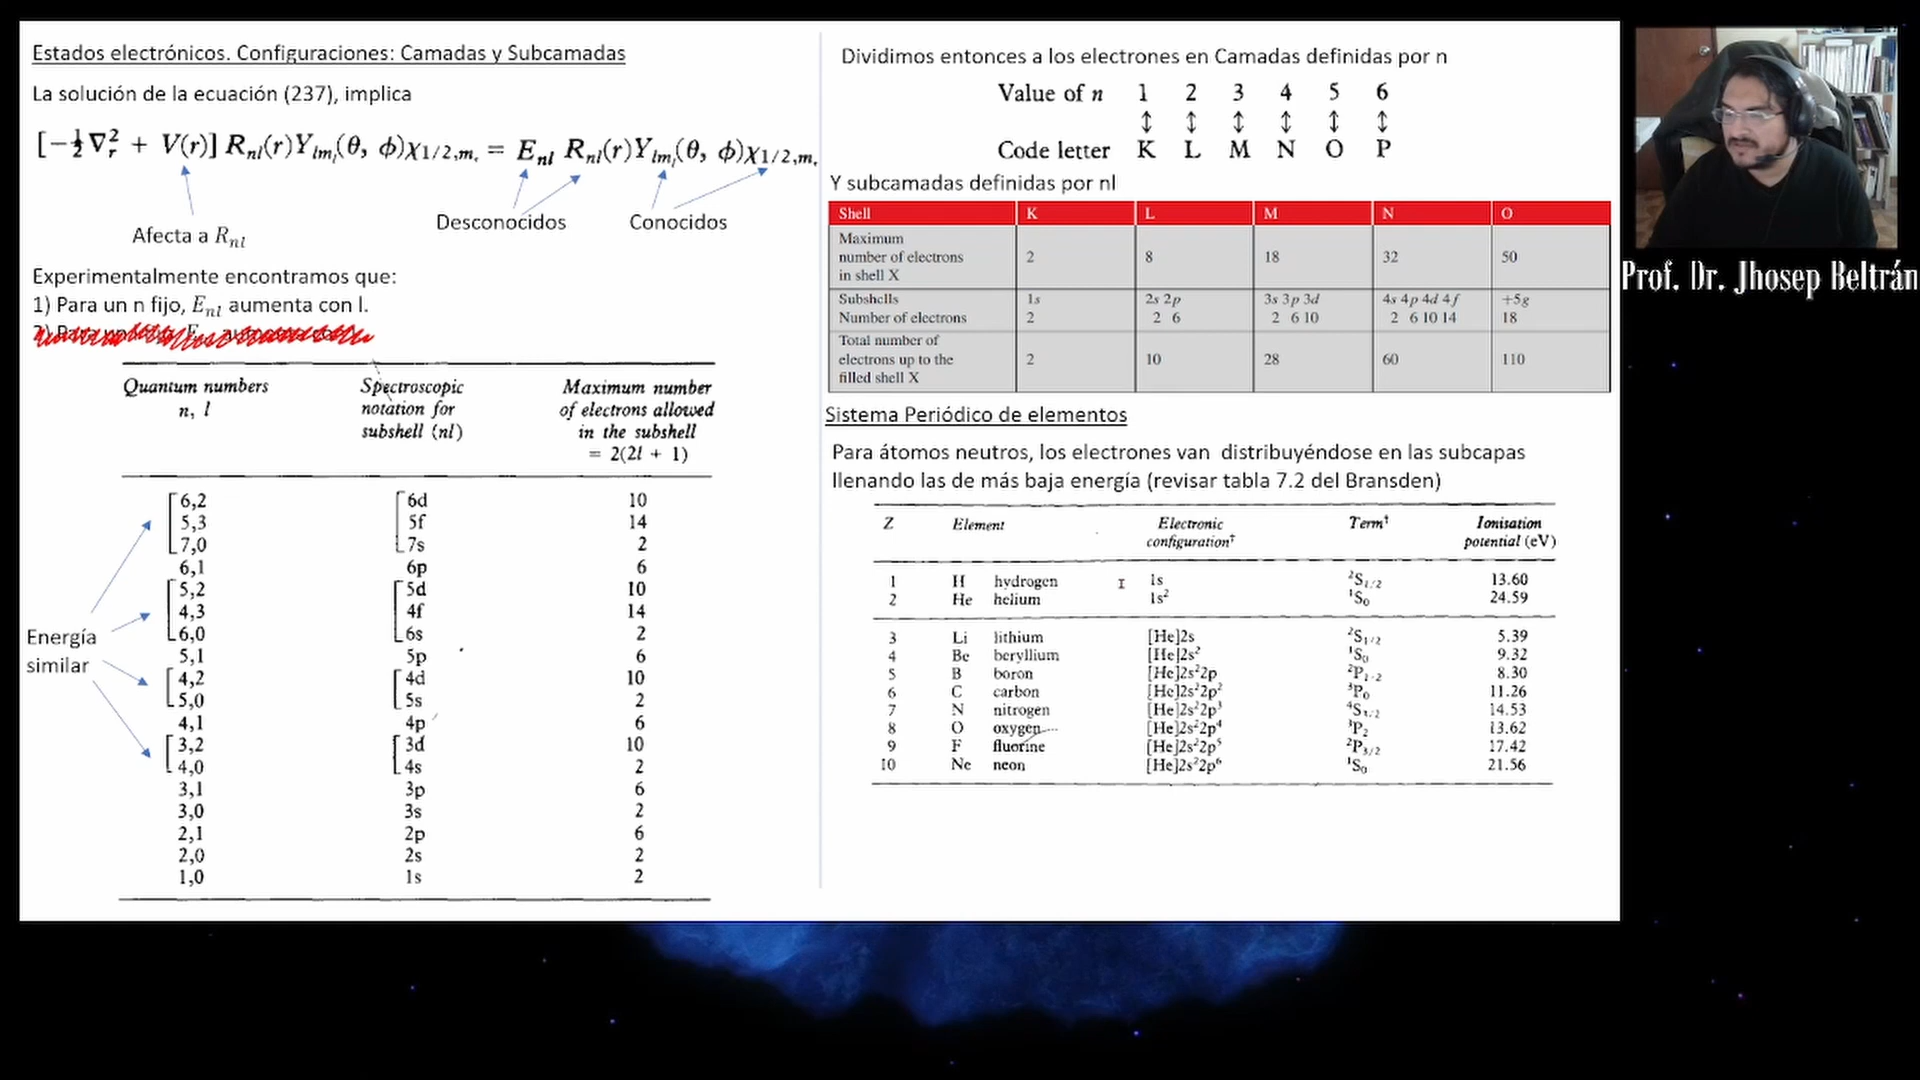 Estados electrónicos. Configuraciones: Camadas y Subcamadas
La solución de la ecuación (237), implica
[-½∇²_r + V(r)] R_nl(r)Y_lm_l(θ, ϕ)χ_1/2,m_s = E_nl R_nl(r)Y_lm_l(θ, ϕ)χ_1/2,m_s
Afecta a R_nl
Desconocidos
Conocidos
Experimentalmente encontramos que:
1) Para un n fijo, E_nl aumenta con l.
Quantum numbers n, l | Spectroscopic notation for subshell (nl) | Maximum number of electrons allowed in the subshell = 2(2l + 1)
6,2 6d 10
5,3 5f 14
7,0 7s 2
6,1 6p 6
5,2 5d 10
4,3 4f 14
6,0 6s 2
5,1 5p 6
4,2 4d 10
5,0 5s 2
4,1 4p 6
3,2 3d 10
4,0 4s 2
3,1 3p 6
3,0 3s 2
2,1 2p 6
2,0 2s 2
1,0 1s 2
Energía
similar
Dividimos entonces a los electrones en Camadas definidas por n
Value of n 1 2 3 4 5 6
↕ ↕ ↕ ↕ ↕ ↕
Code letter K L M N O P
Y subcamadas definidas por nl
Shell K L M N O
Maximum
number of electrons 2 8 18 32 50
in shell X
Subshells 1s 2s 2p 3s 3p 3d 4s 4p 4d 4f +5g
Number of electrons 2 2 6 2 6 10 2 6 10 14 18
Total number of
electrons up to the 2 10 28 60 110
filled shell X
Sistema Periódico de elementos
Para átomos neutros, los electrones van distribuyéndose en las subcapas
llenando las de más baja energía (revisar tabla 7.2 del Bransden)
Z Element Electronic configuration† Term† Ionisation potential (eV)
1 H hydrogen 1s ²S_1/2 13.60
2 He helium 1s² ¹S_0 24.59
3 Li lithium [He]2s ²S_1/2 5.39
4 Be beryllium [He]2s² ¹S_0 9.32
5 B boron [He]2s²2p ²P_1/2 8.30
6 C carbon [He]2s²2p² ³P_0 11.26
7 N nitrogen [He]2s²2p³ ⁴S_3/2 14.53
8 O oxygen [He]2s²2p⁴ ³P_2 13.62
9 F fluorine [He]2s²2p⁵ ²P_3/2 17.42
10 Ne neon [He]2s²2p⁶ ¹S_0 21.56
Prof. Dr. Jhosep Beltrán